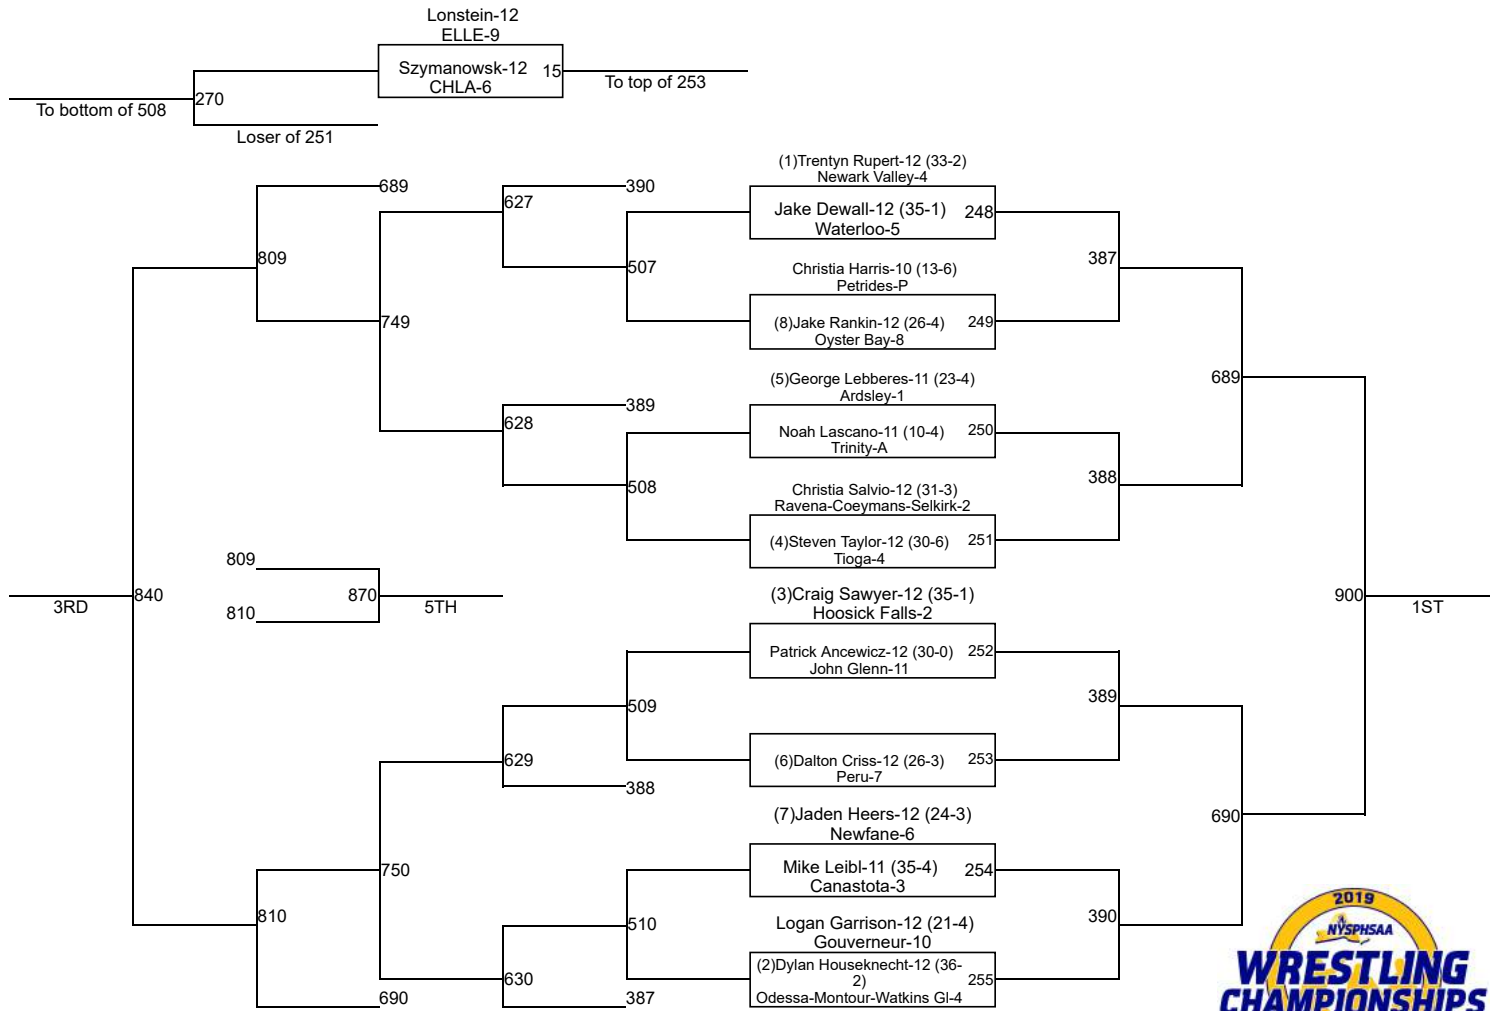 Lonstein-12
ELLE-9
Szymanowsk-12
15
CHLA-6
To top of 253
270
To bottom of 508
Loser of 251
(1)Trentyn Rupert-12 (33-2)
Newark Valley-4
689
390
627
Jake Dewall-12 (35-1)
248
Waterloo-5
809
507
387
Christia Harris-10 (13-6)
Petrides-P
749
(8)Jake Rankin-12 (26-4)
249
Oyster Bay-8
(5)George Lebberes-11 (23-4)
Ardsley-1
689
389
628
Noah Lascano-11 (10-4)
250
Trinity-A
508
388
Christia Salvio-12 (31-3)
Ravena-Coeymans-Selkirk-2
(4)Steven Taylor-12 (30-6)
251
Tioga-4
809
840
3RD
870
5TH
810
900
1ST
(3)Craig Sawyer-12 (35-1)
Hoosick Falls-2
Patrick Ancewicz-12 (30-0)
252
John Glenn-11
509
389
629
(6)Dalton Criss-12 (26-3)
253
Peru-7
388
690
(7)Jaden Heers-12 (24-3)
Newfane-6
750
Mike Leibl-11 (35-4)
254
Canastota-3
810
510
390
Logan Garrison-12 (21-4)
Gouverneur-10
630
(2)Dylan Houseknecht-12 (36-
2)
255
Odessa-Montour-Watkins Gl-4
690
387
2019
NYSPHSAA
WRESTLING
CHAMPIONSHIPS